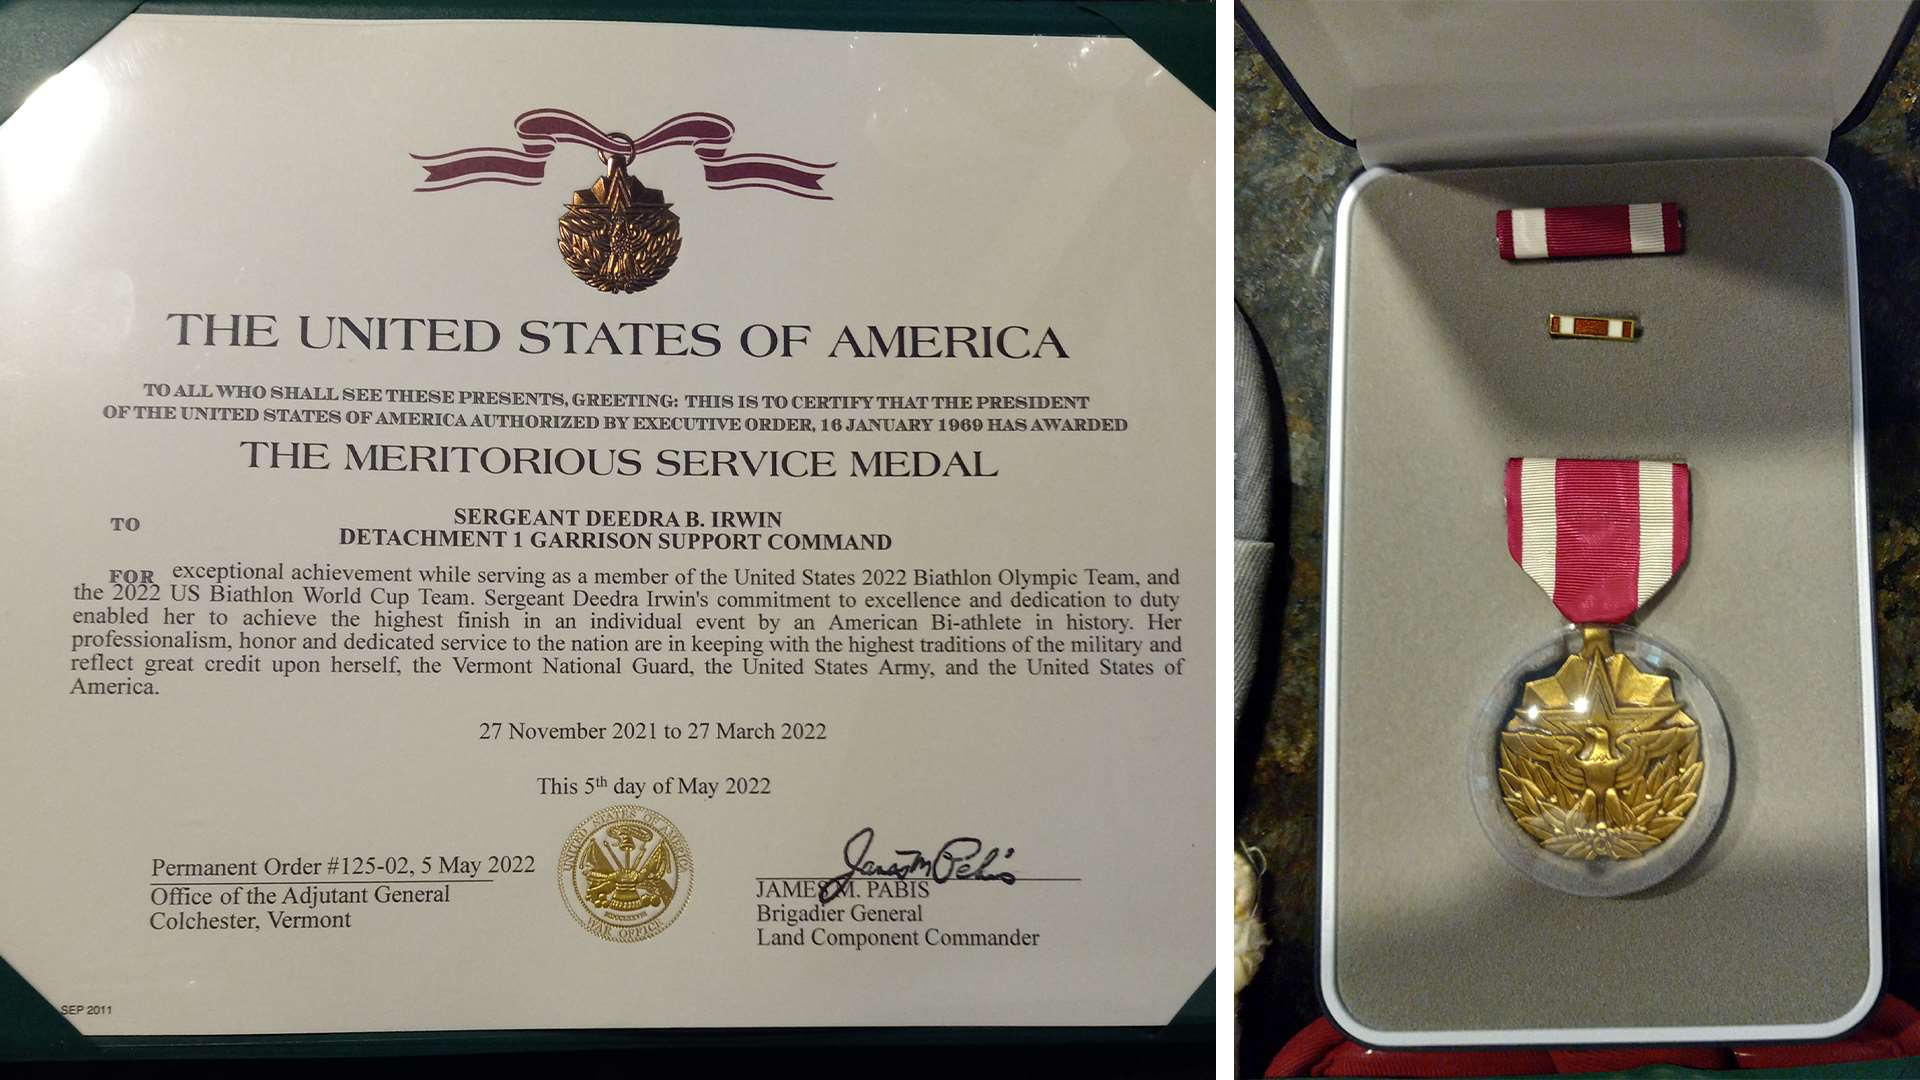 THE UNITED STATES OF AMERICA
TO ALL WHO SHALL SEE THESE PRESENTS, GREETING: THIS IS TO CERTIFY THAT THE PRESIDENT
OF THE UNITED STATES OF AMERICA AUTHORIZED BY EXECUTIVE ORDER, 16 JANUARY 1969 HAS AWARDED
THE MERITORIOUS SERVICE MEDAL
TO SERGEANT DEEDRA B. IRWIN
DETACHMENT 1 GARRISON SUPPORT COMMAND
FOR exceptional achievement while serving as a member of the United States 2022 Biathlon Olympic Team, and
the 2022 US Biathlon World Cup Team. Sergeant Deedra Irwin's commitment to excellence and dedication to duty
enabled her to achieve the highest finish in an individual event by an American Bi-athlete in history. Her
professionalism, honor and dedicated service to the nation are in keeping with the highest traditions of the military and
reflect great credit upon herself, the Vermont National Guard, the United States Army, and the United States of
America.
27 November 2021 to 27 March 2022
This 5th day of May 2022
UNITED STATES OF AMERICA
MDCCLXXVIII
WAR OFFICE
Permanent Order #125-02, 5 May 2022
Office of the Adjutant General
Colchester, Vermont
James M Pabis
JAMES M. PABIS
Brigadier General
Land Component Commander
SEP 2011